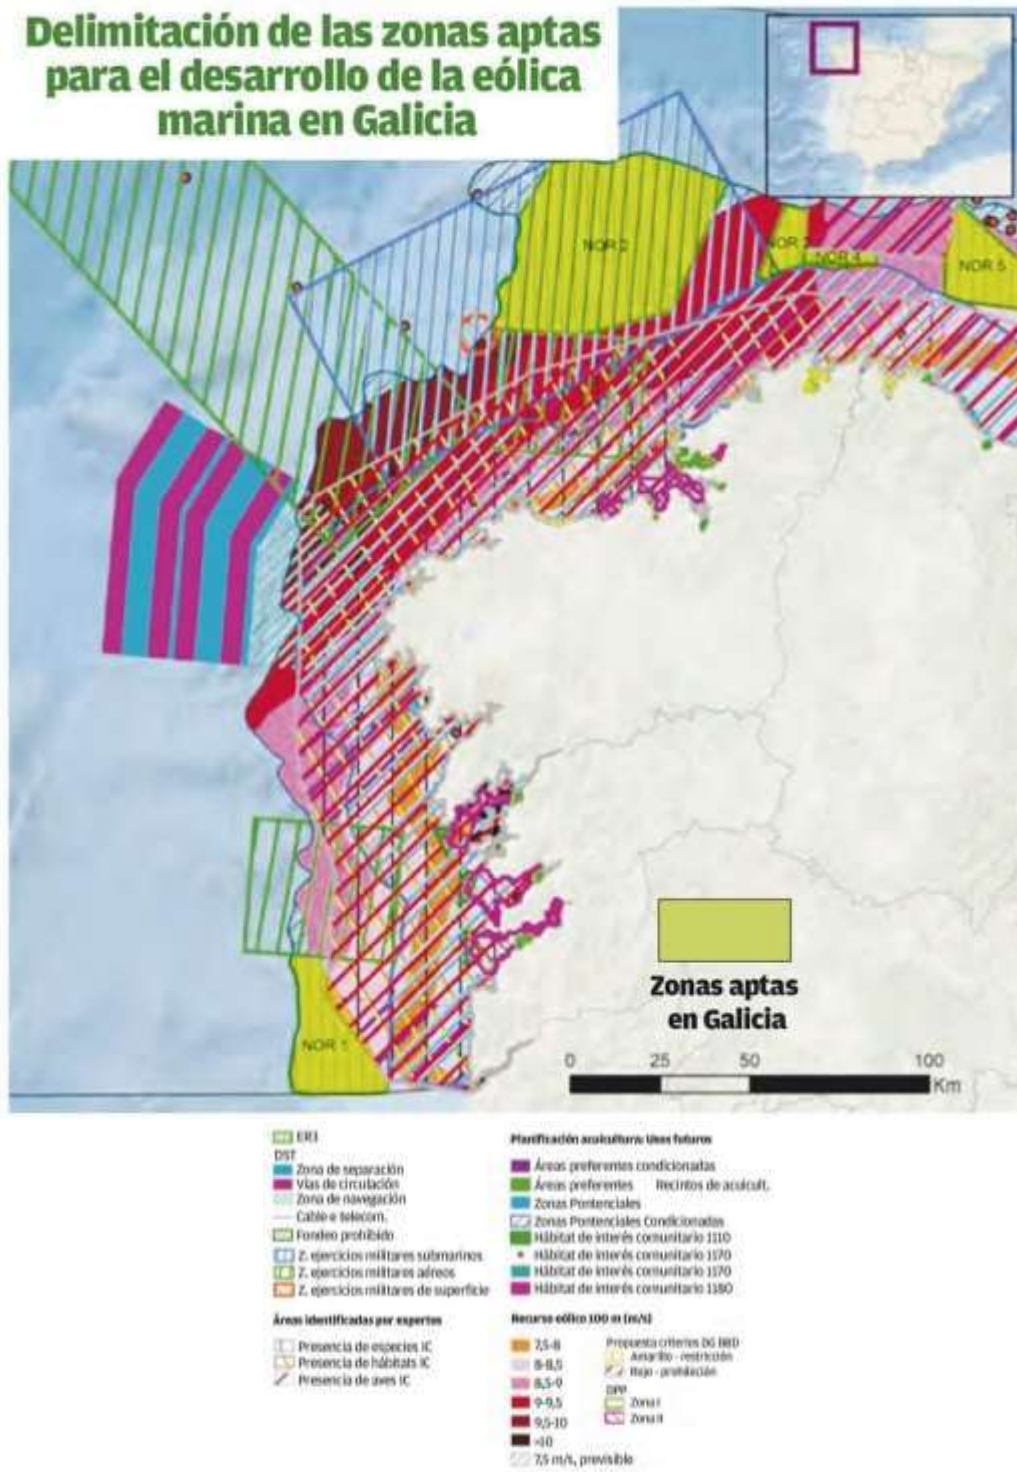 Delimitación de las zonas aptas
para el desarrollo de la eólica
marina en Galicia
NOR 2
NOR 3
NOR 4
NOR 5
NOR 1
Zonas aptas
en Galicia
0 25 50 100
Km
ER3
DST
Zona de separación
Vías de circulación
Zona de navegación
Cable e telecom.
Fondeo prohibido
Z. ejercicios militares submarinos
Z. ejercicios militares aéreos
Z. ejercicios militares de superficie
Áreas identificadas por expertos
Presencia de especies IC
Presencia de hábitats IC
Presencia de aves IC
Planificación acuicultura: Usos futuros
Áreas preferentes condicionadas
Áreas preferentes Recintos de acuicult.
Zonas Pontenciales
Zonas Pontenciales Condicionadas
Hábitat de interés comunitario 1110
Hábitat de interés comunitario 1170
Hábitat de interés comunitario 1170
Hábitat de interés comunitario 1180
Recurso eólico 100 m (m/s)
7,5-8
8-8,5
8,5-9
9-9,5
9,5-10
>10
7,5 m/s, previsible
Propuesta criterios DG BBD
Amarillo - restricción
Rojo - prohibición
DPP
Zona I
Zona II